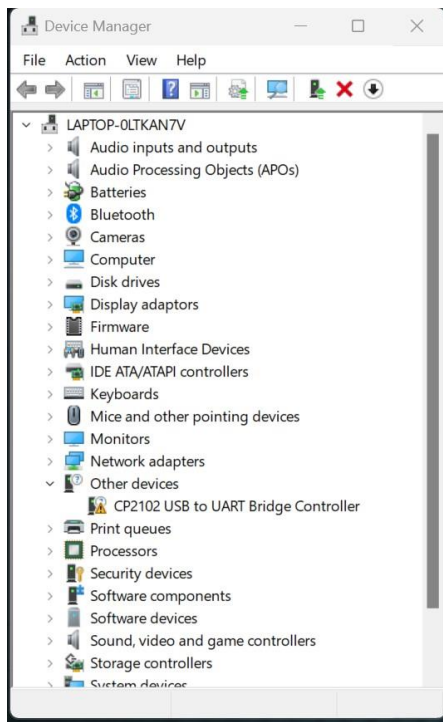 Device Manager
File Action View Help
LAPTOP-0LTKAN7V
Audio inputs and outputs
Audio Processing Objects (APOs)
Batteries
Bluetooth
Cameras
Computer
Disk drives
Display adaptors
Firmware
Human Interface Devices
IDE ATA/ATAPI controllers
Keyboards
Mice and other pointing devices
Monitors
Network adapters
Other devices
CP2102 USB to UART Bridge Controller
Print queues
Processors
Security devices
Software components
Software devices
Sound, video and game controllers
Storage controllers
System devices